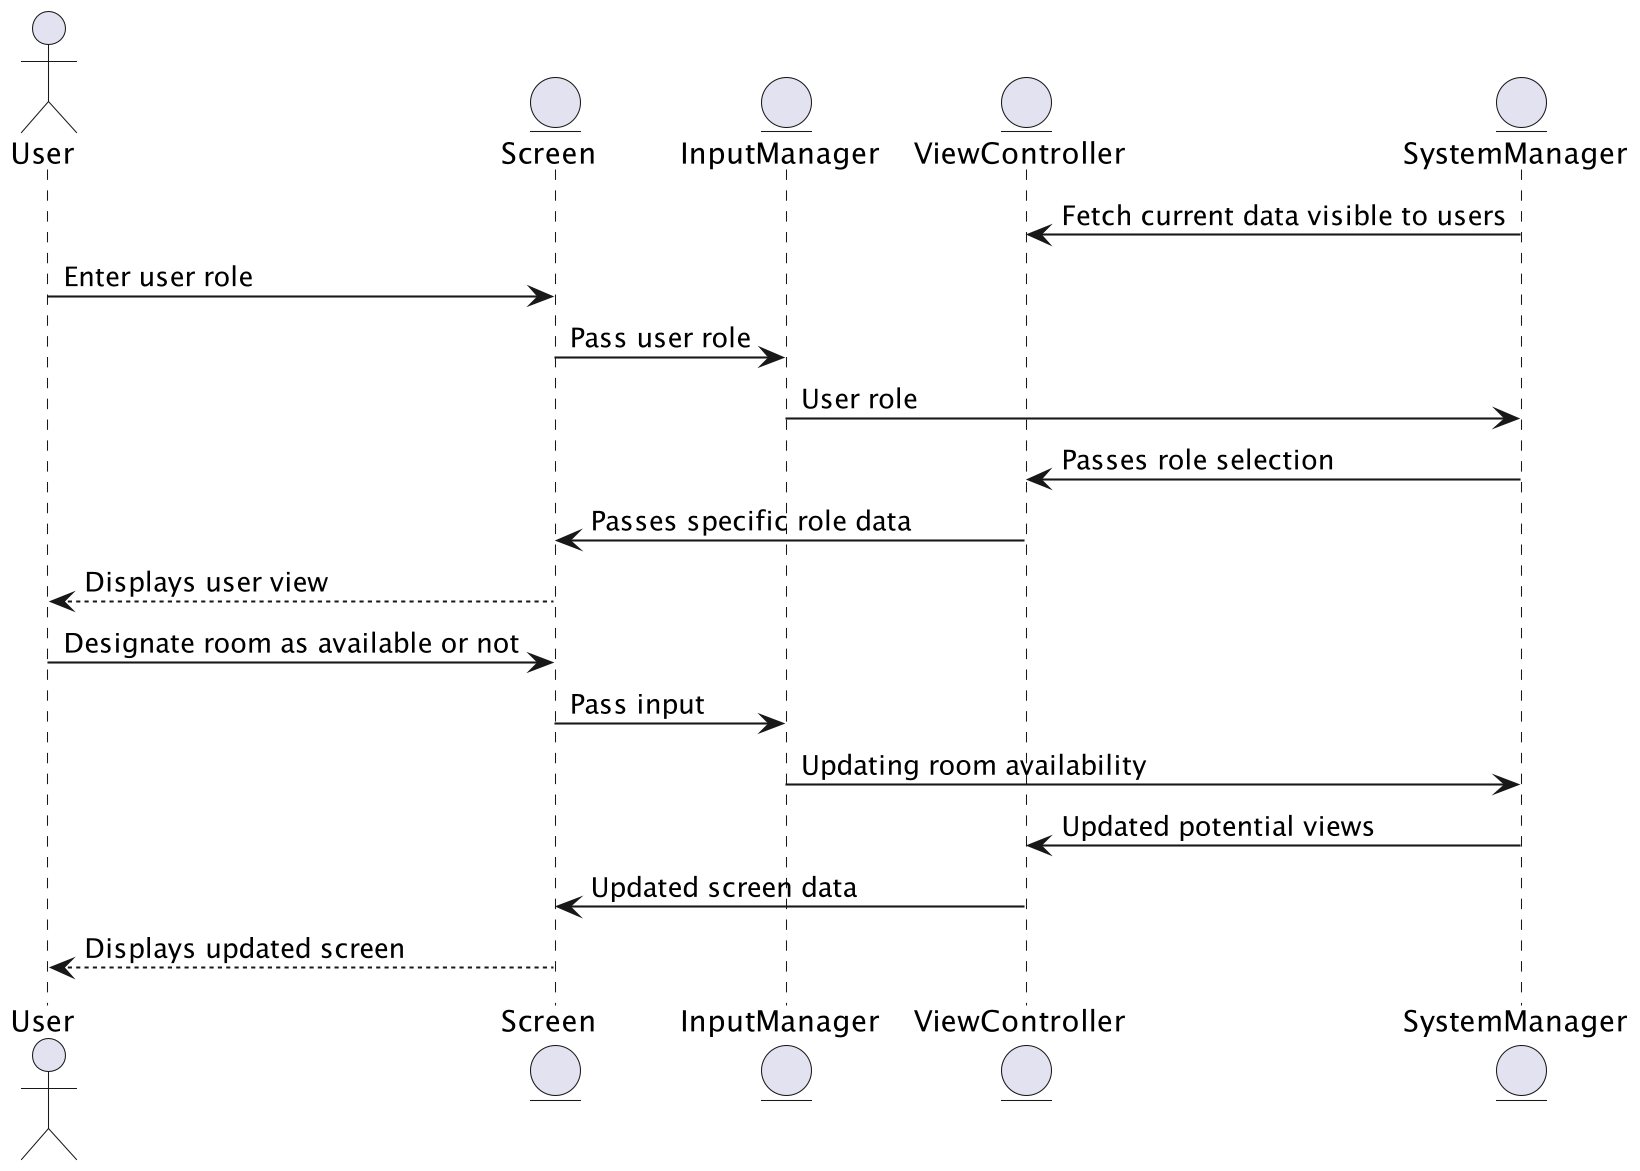 User
Screen
InputManager
ViewController
SystemManager
Fetch current data visible to users
Enter user role
Pass user role
User role
Passes role selection
Passes specific role data
Displays user view
Designate room as available or not
Pass input
Updating room availability
Updated potential views
Updated screen data
Displays updated screen
User
Screen
InputManager
ViewController
SystemManager